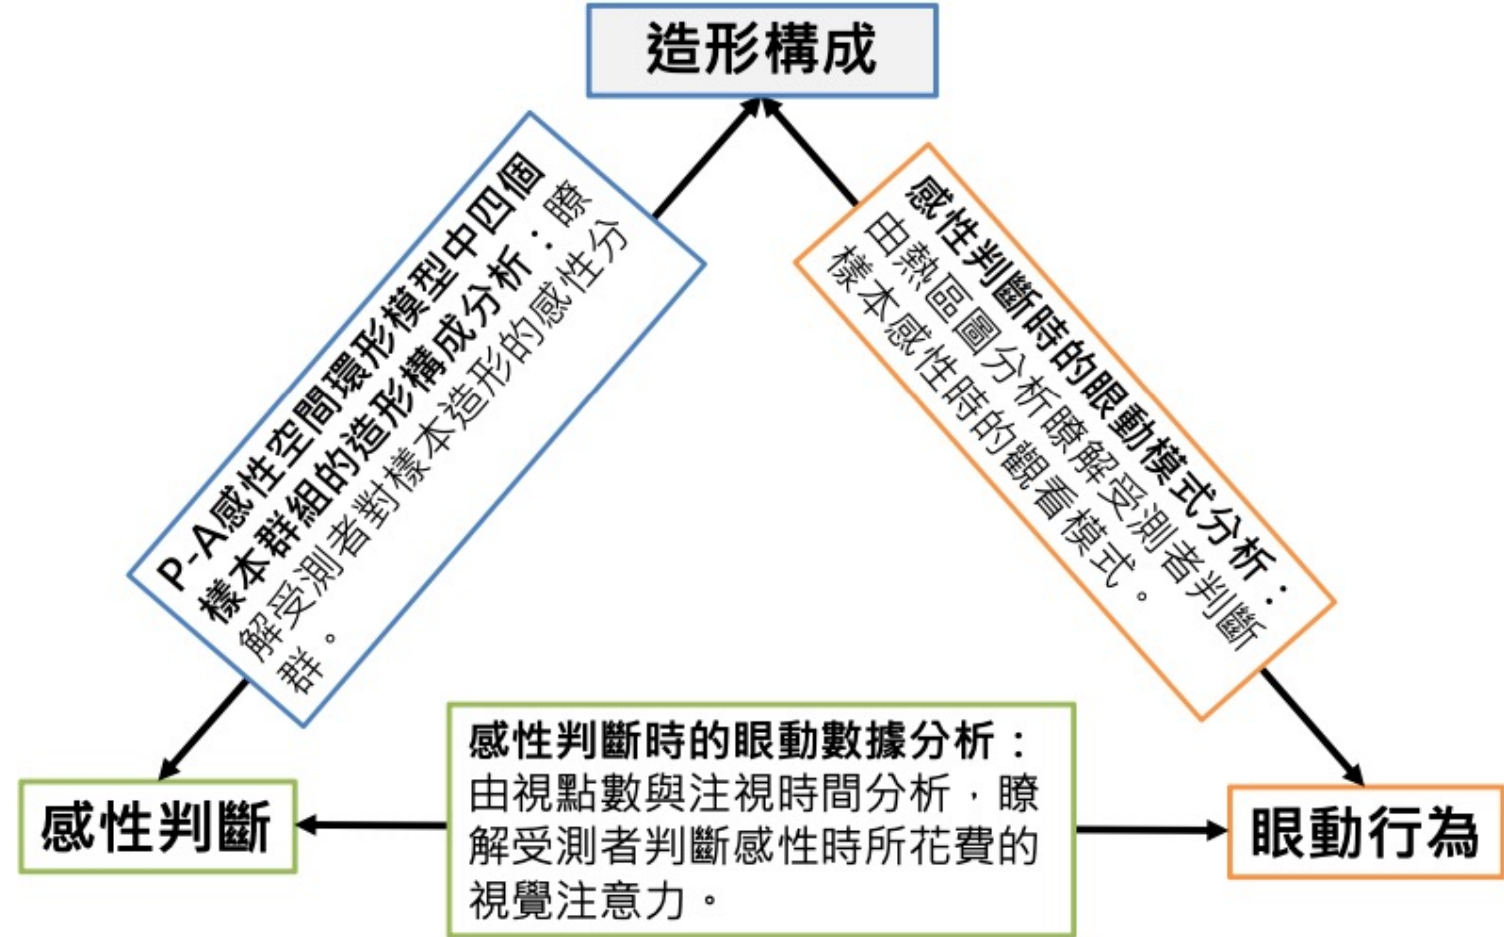 造形構成
P-A感性空間環形模型中四個
樣本群組的造形構成分析：瞭
解受測者對樣本造形的感性分
群。
感性判斷時的眼動模式分析：
由熱區圖分析瞭解受測者判斷
樣本感性時的觀看模式。
感性判斷時的眼動數據分析：
由視點數與注視時間分析，瞭
解受測者判斷感性時所花費的
視覺注意力。
感性判斷
眼動行為